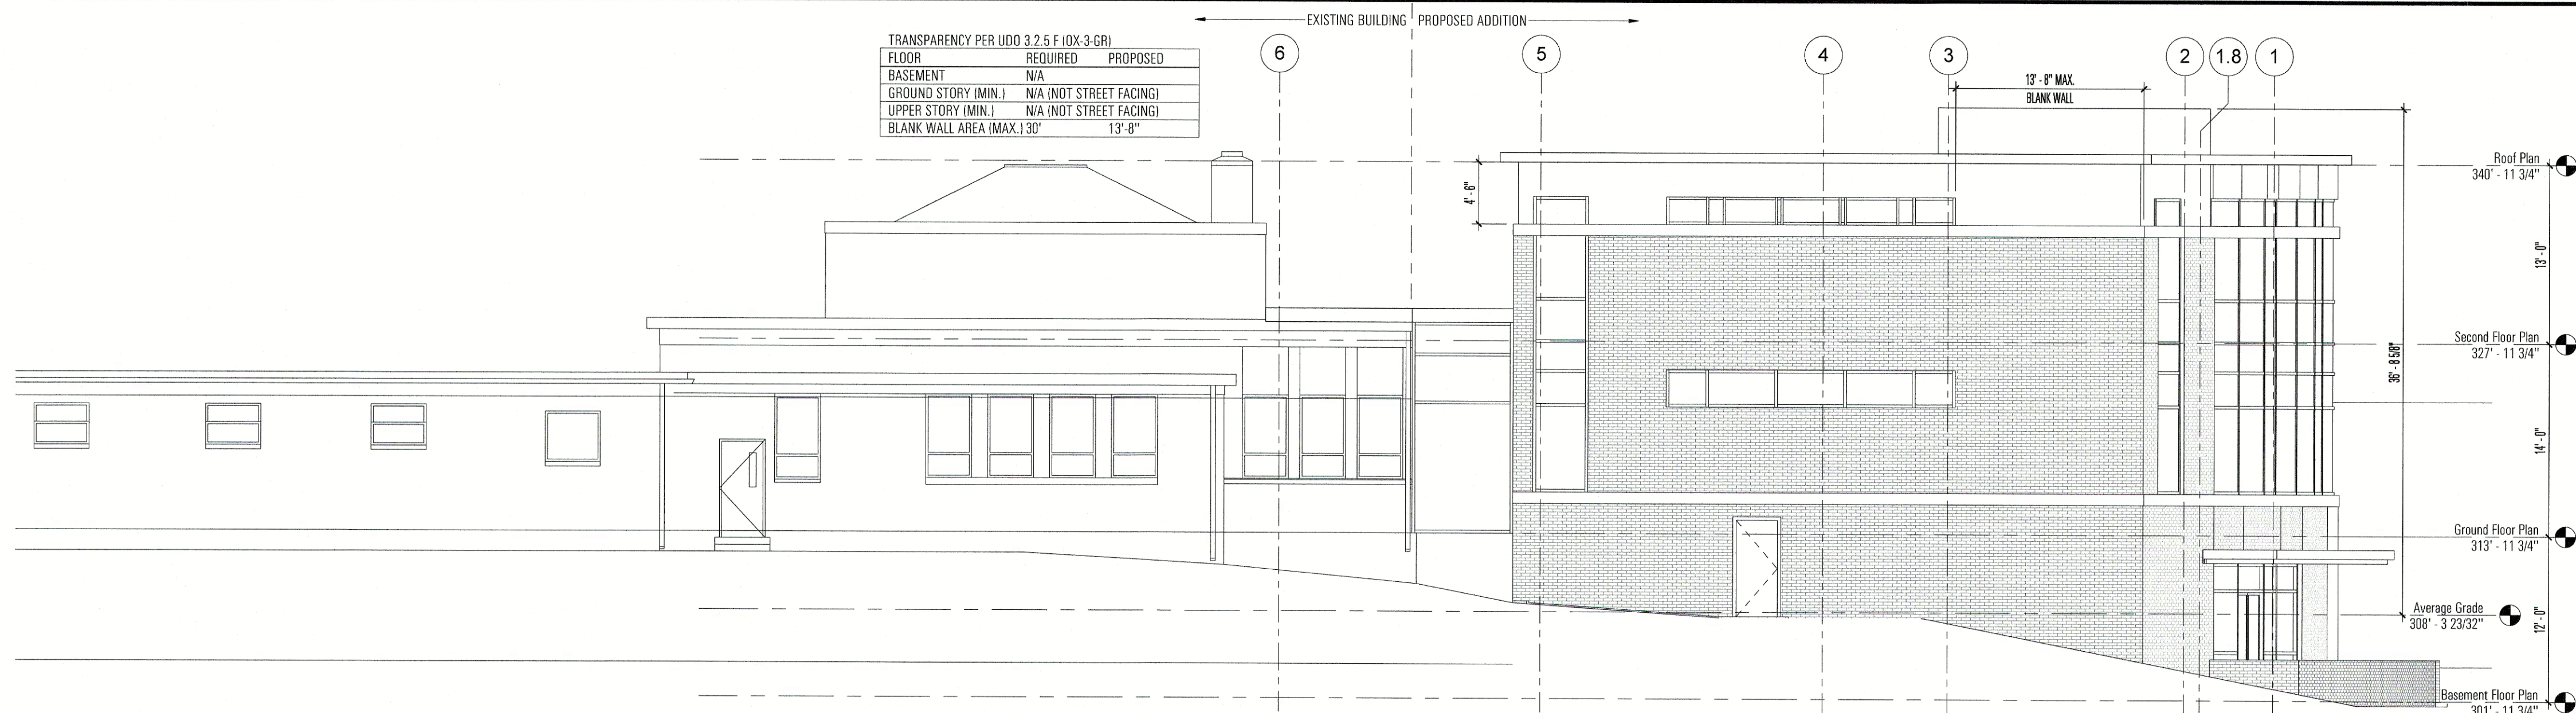 EXISTING BUILDING PROPOSED ADDITION
TRANSPARENCY PER UDO 3.2.5 F (OX-3-GR)
FLOOR REQUIRED PROPOSED
BASEMENT N/A
GROUND STORY (MIN.) N/A (NOT STREET FACING)
UPPER STORY (MIN.) N/A (NOT STREET FACING)
BLANK WALL AREA (MAX.) 30' 13'-8"
6
5
4
3
2
1.8
1
13' - 8" MAX.
BLANK WALL
4' - 6"
Roof Plan
340' - 11 3/4"
13' - 0"
Second Floor Plan
327' - 11 3/4"
36' - 8 5/8"
14' - 0"
Ground Floor Plan
313' - 11 3/4"
Average Grade
308' - 3 23/32"
12' - 0"
Basement Floor Plan
301' - 11 3/4"